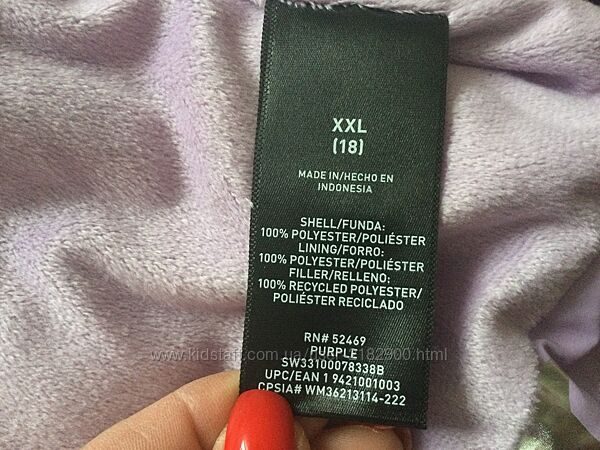 XXL
(18)
MADE IN/HECHO EN
INDONESIA
SHELL/FUNDA:
100% POLYESTER/POLIÉSTER
LINING/FORRO:
100% POLYESTER/POLIÉSTER
FILLER/RELLENO:
100% RECYCLED POLYESTER/
POLIÉSTER RECICLADO
RN# 52469
PURPLE
SW33100078338B
UPC/EAN 1 9421001003
CPSIA# WM36213114-222